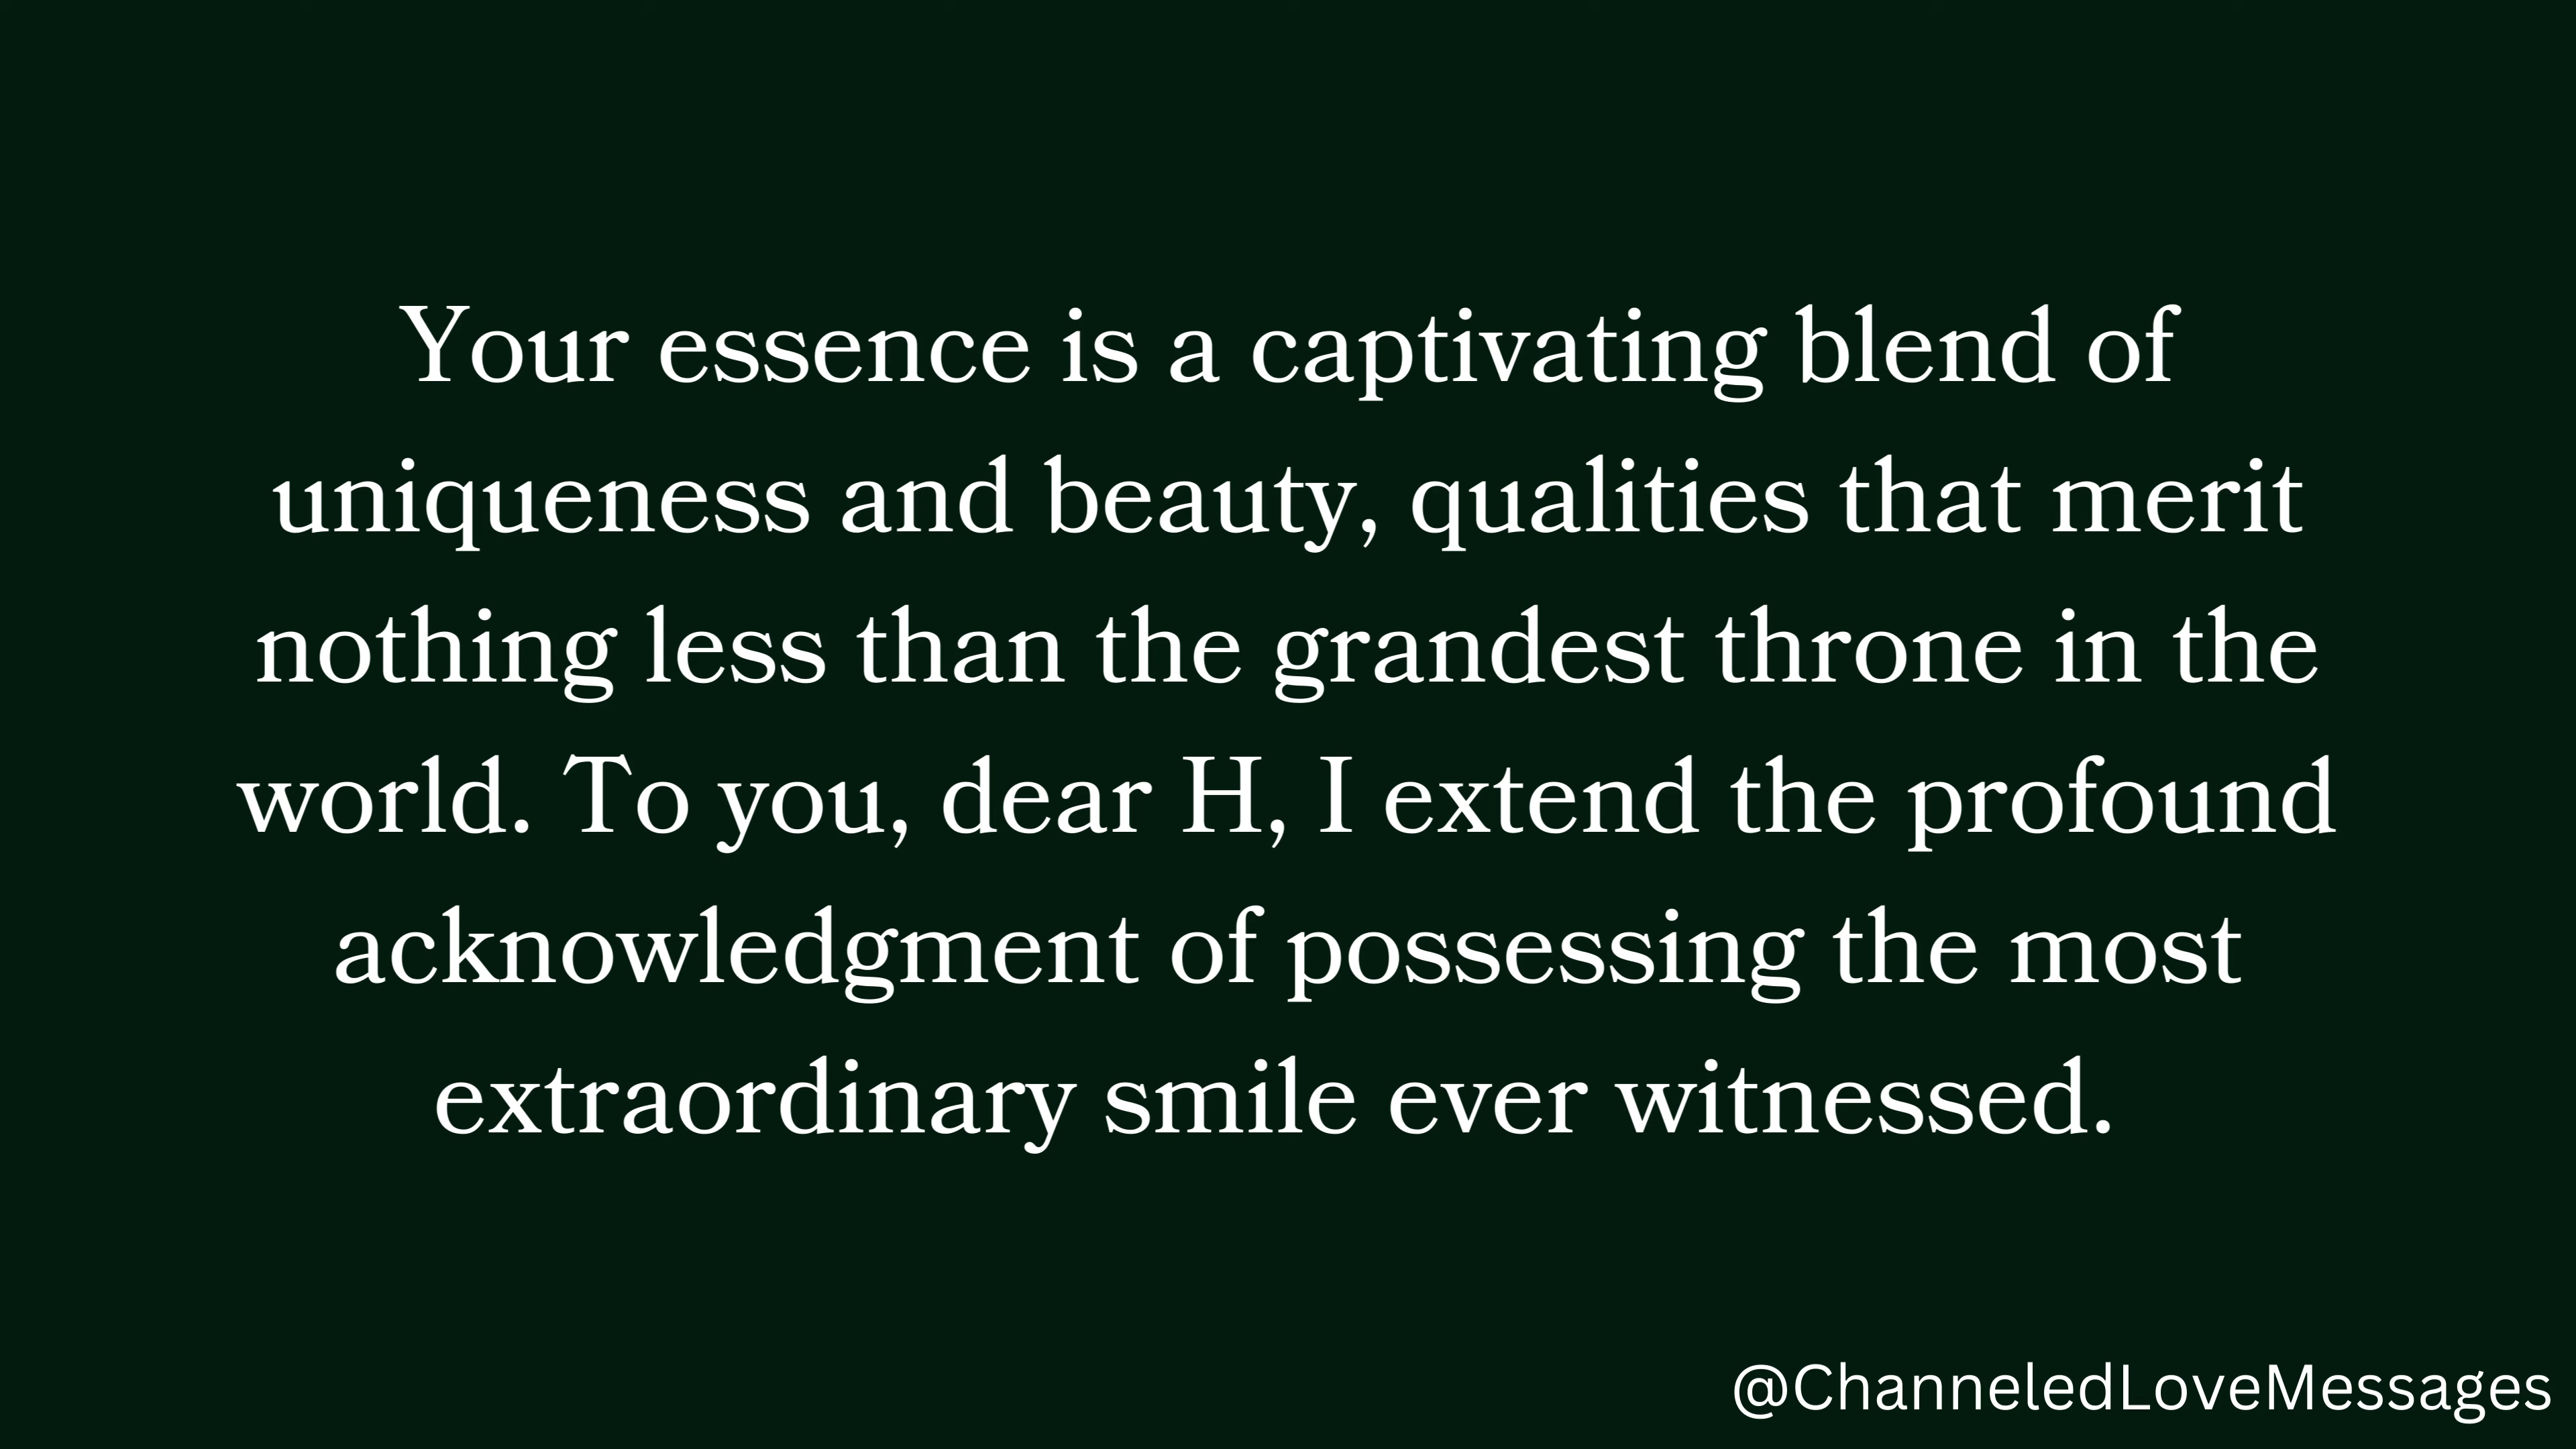 Your essence is a captivating blend of
uniqueness and beauty, qualities that merit
nothing less than the grandest throne in the
world. To you, dear H, I extend the profound
acknowledgment of possessing the most
extraordinary smile ever witnessed.
@ChanneledLoveMessages